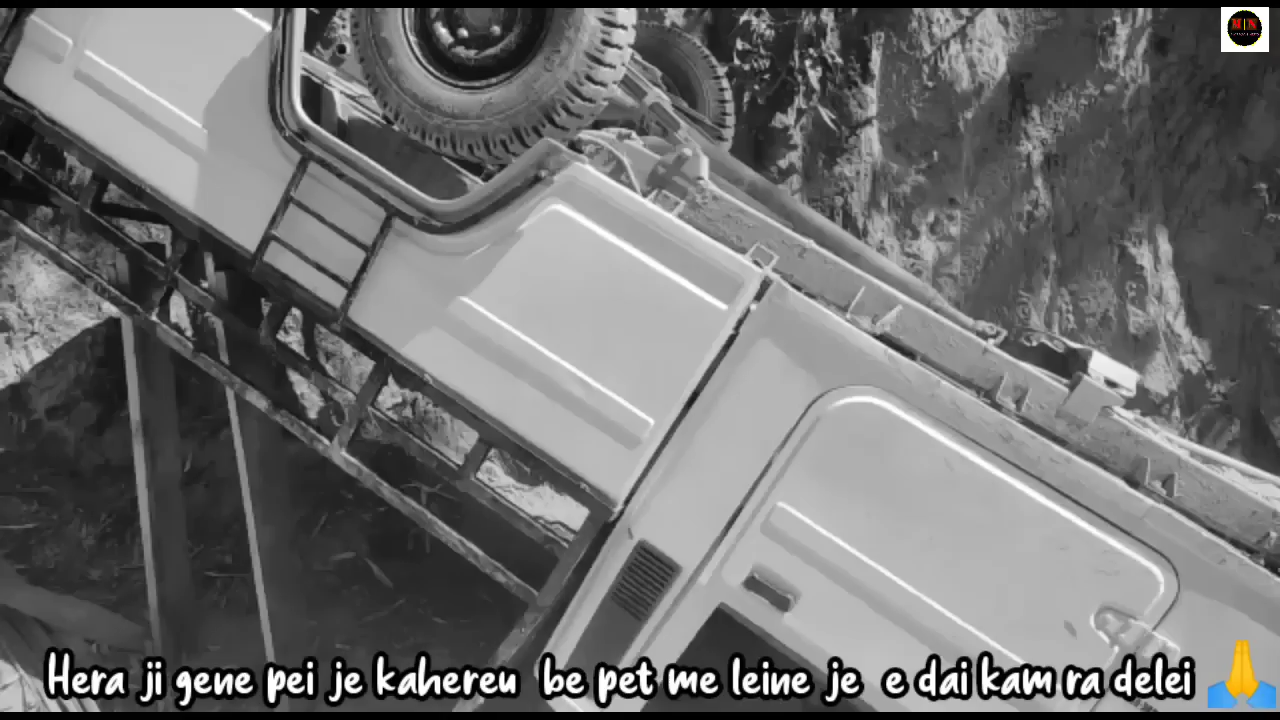 M|N
Hera ji gene pei je kahereu be pet me leine je e dai kam ra delei 🙏